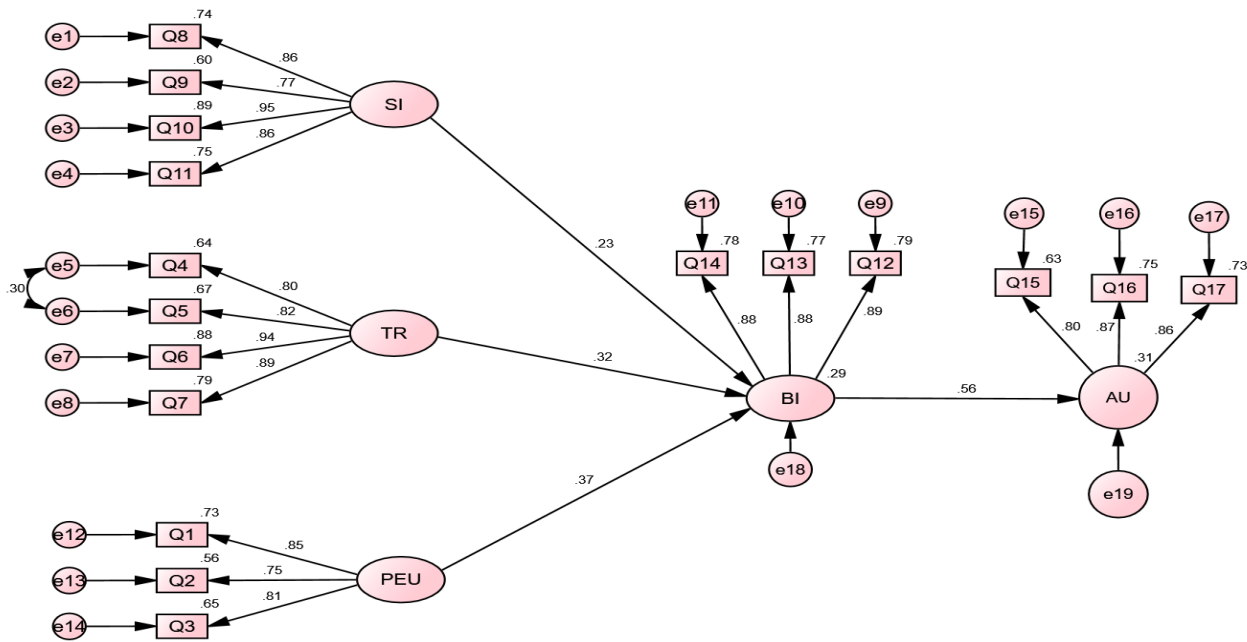 .74
e1 Q8
.86
.60
e2 Q9
.77
SI
.89
.95
e3 Q10
.86
.75
e4 Q11
.23
.64
e5 Q4
.80
.30
.67
e6 Q5
.82
TR
.88
.94
e7 Q6
.89
.79
e8 Q7
.32
.73
e12 Q1
.85
.56
e13 Q2
.75
PEU
.65
.81
e14 Q3
.37
e11 e10 e9
.78 .77 .79
Q14 Q13 Q12
.88 .88 .89
.29
BI
e18
.56
e15 e16 e17
.63 .75 .73
Q15 Q16 Q17
.80 .87 .86
.31
AU
e19